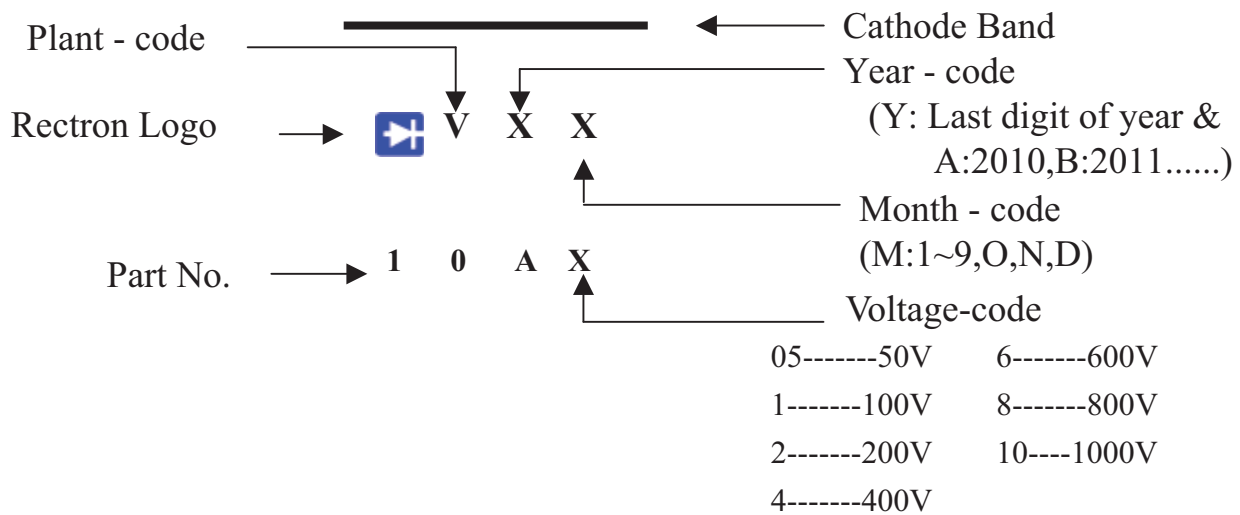 Plant - code
Cathode Band
Year - code
(Y: Last digit of year &
A:2010,B:2011......)
Rectron Logo
V X X
Month - code
(M:1~9,O,N,D)
Part No.
1 0 A X
Voltage-code
05-------50V 6-------600V
1-------100V 8-------800V
2-------200V 10----1000V
4-------400V